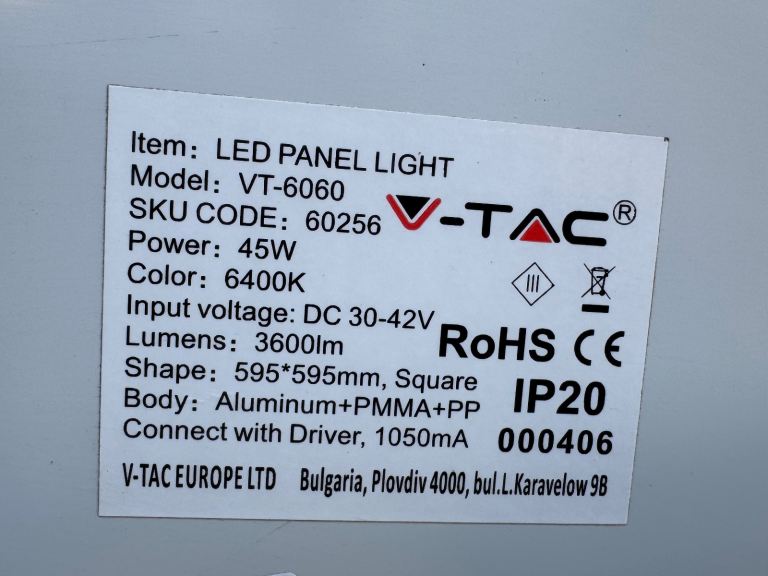 Item: LED PANEL LIGHT
Model: VT-6060
SKU CODE: 60256
V-TAC®
Power: 45W
Color: 6400K
Input voltage: DC 30-42V
Lumens: 3600lm
RoHS CE
Shape: 595*595mm, Square
Body: Aluminum+PMMA+PP
IP20
Connect with Driver, 1050mA
000406
V-TAC EUROPE LTD Bulgaria, Plovdiv 4000, bul.L.Karavelow 9B